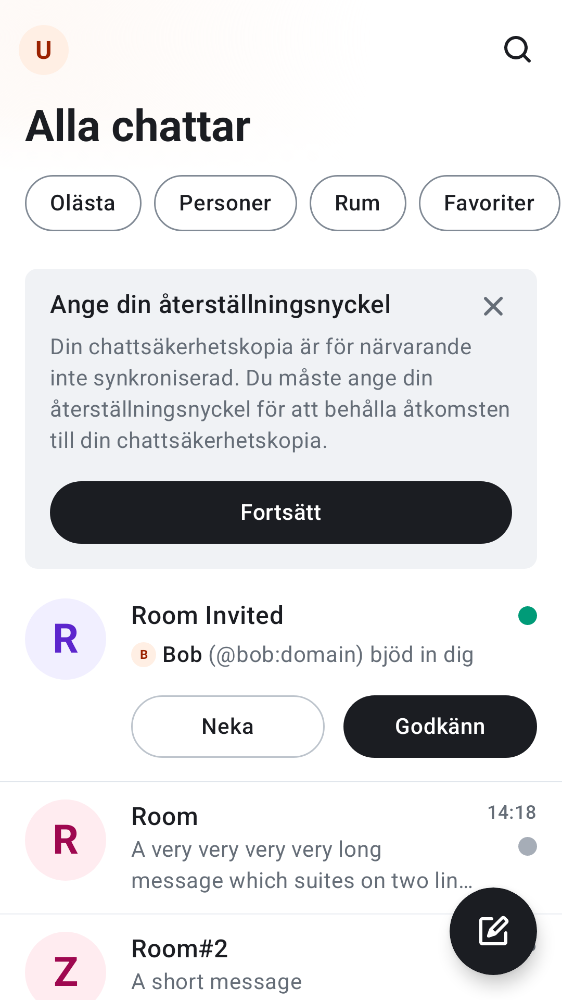 U
Alla chattar
Olästa
Personer
Rum
Favoriter
Ange din återställningsnyckel
Din chattsäkerhetskopia är för närvarande
inte synkroniserad. Du måste ange din
återställningsnyckel för att behålla åtkomsten
till din chattsäkerhetskopia.
Fortsätt
R
Room Invited
B Bob (@bob:domain) bjöd in dig
Neka
Godkänn
R
Room
14:18
A very very very very long
message which suites on two lin…
Z
Room#2
A short message